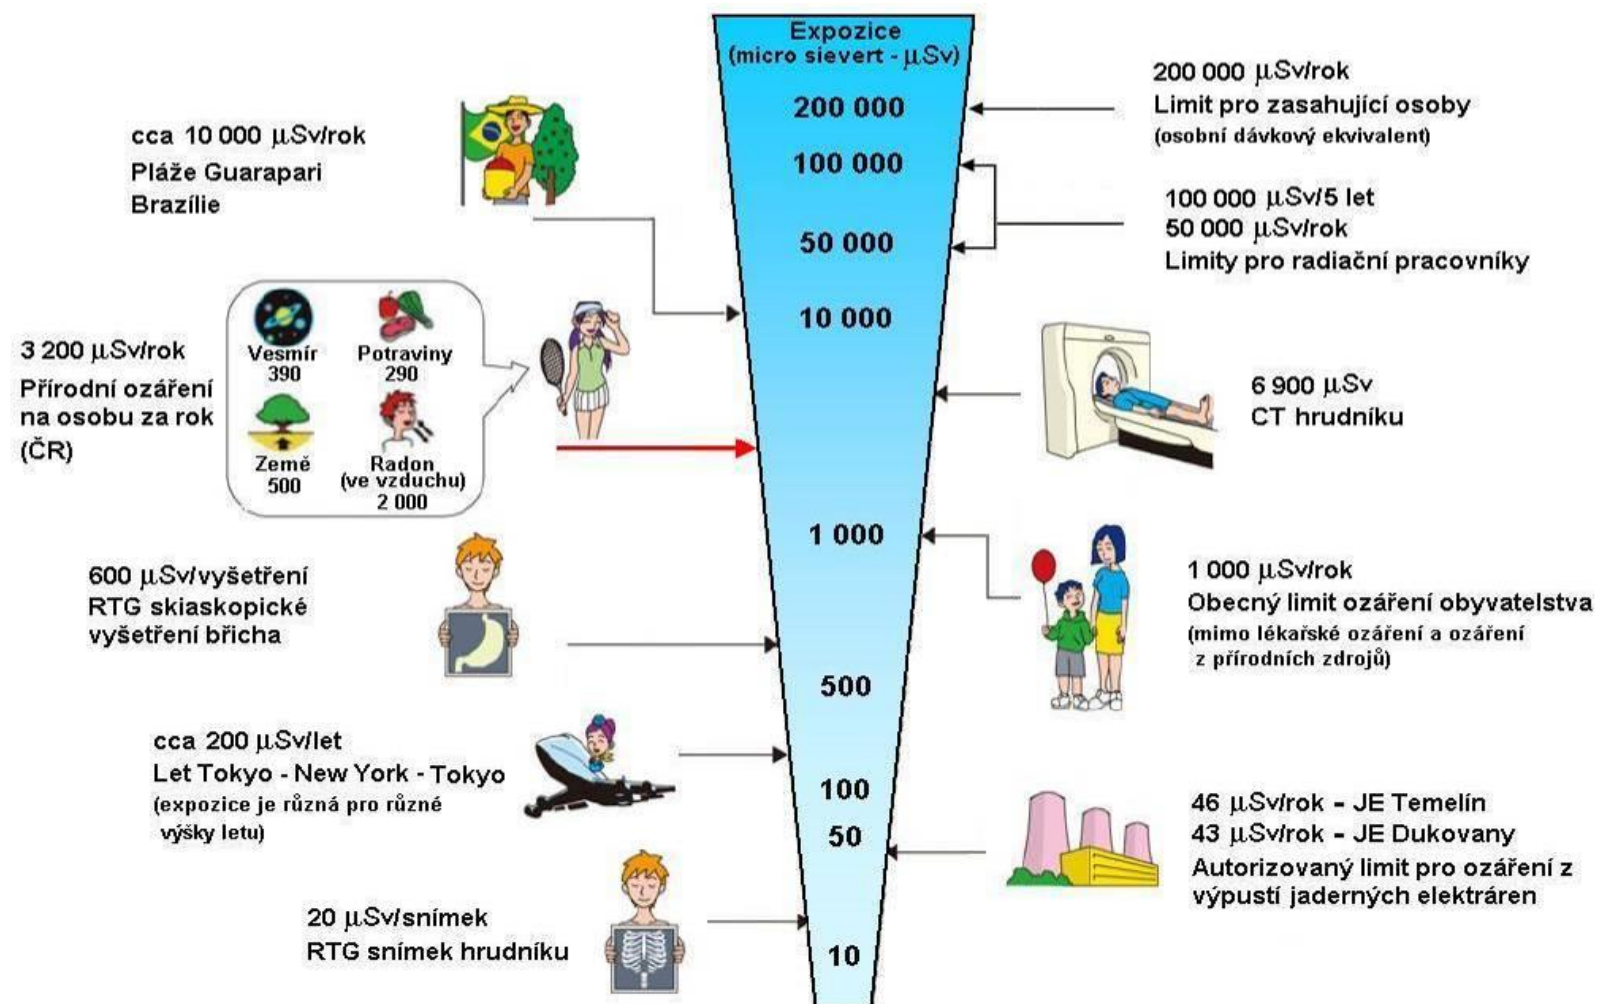 Expozice
(micro sievert - µSv)
200 000
100 000
50 000
10 000
1 000
500
100
50
10
cca 10 000 µSv/rok
Pláže Guarapari
Brazílie
3 200 µSv/rok
Přírodní ozáření
na osobu za rok
(ČR)
Vesmír
390
Potraviny
290
Země
500
Radon
(ve vzduchu)
2 000
600 µSv/vyšetření
RTG skiaskopické
vyšetření břicha
cca 200 µSv/let
Let Tokyo - New York - Tokyo
(expozice je různá pro různé
výšky letu)
20 µSv/snímek
RTG snímek hrudníku
200 000 µSv/rok
Limit pro zasahující osoby
(osobní dávkový ekvivalent)
100 000 µSv/5 let
50 000 µSv/rok
Limity pro radiační pracovníky
6 900 µSv
CT hrudníku
1 000 µSv/rok
Obecný limit ozáření obyvatelstva
(mimo lékařské ozáření a ozáření
z přírodních zdrojů)
46 µSv/rok - JE Temelín
43 µSv/rok - JE Dukovany
Autorizovaný limit pro ozáření z
výpustí jaderných elektráren